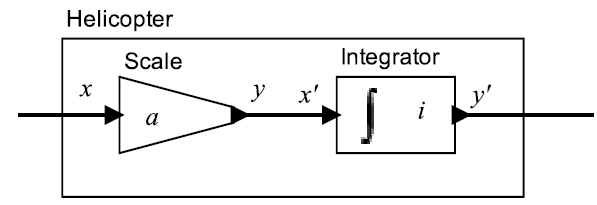 Helicopter
Scale
Integrator
x
y
x′
y′
a
∫
i